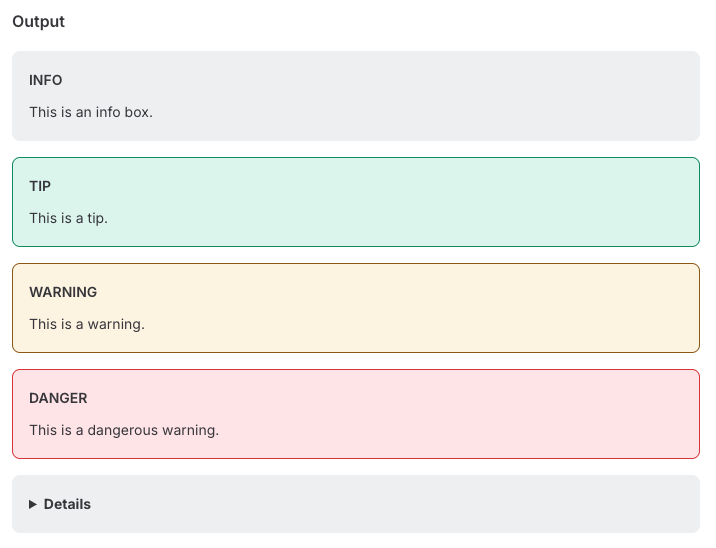 Output
INFO
This is an info box.
TIP
This is a tip.
WARNING
This is a warning.
DANGER
This is a dangerous warning.
Details